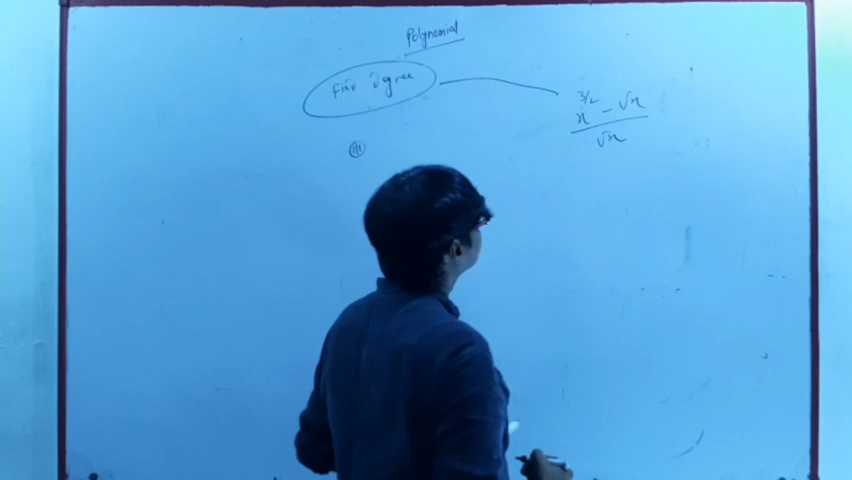 Polynomial
Find degree
x^{3/2} - √x
√x
(iii)